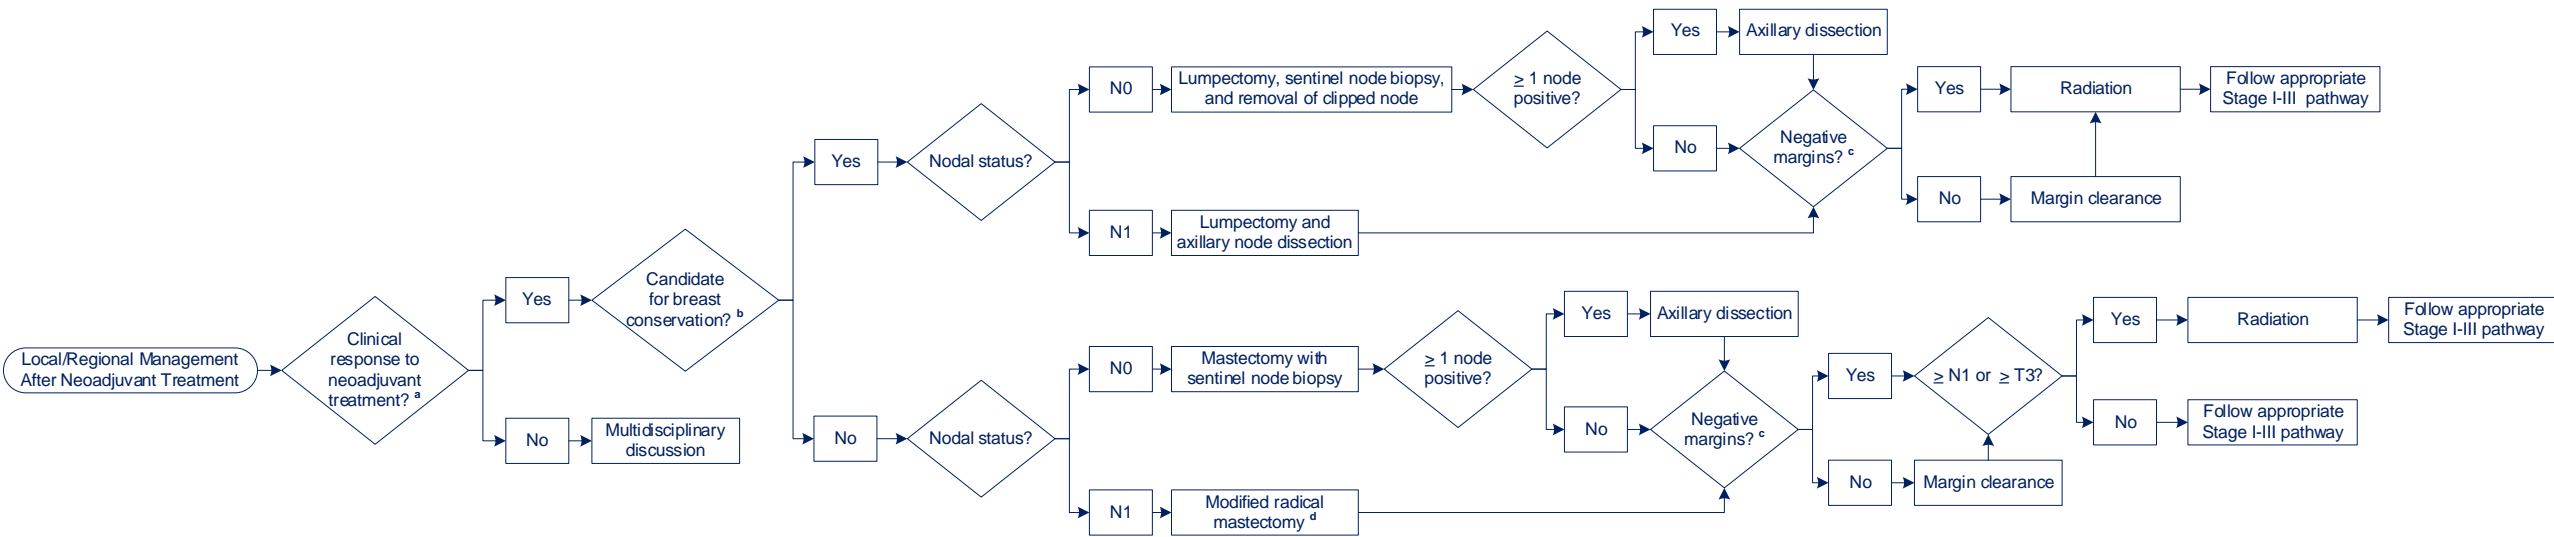 Local/Regional Management
After Neoadjuvant Treatment
Clinical
response to
neoadjuvant
treatment? a
Yes
No
Multidisciplinary
discussion
Candidate
for breast
conservation? b
Yes
Nodal status?
N0
Lumpectomy, sentinel node biopsy,
and removal of clipped node
≥ 1 node
positive?
Yes
Axillary dissection
No
N1
Lumpectomy and
axillary node dissection
Negative
margins? c
Yes
Radiation
Follow appropriate
Stage I-III pathway
No
Margin clearance
No
Nodal status?
N0
Mastectomy with
sentinel node biopsy
≥ 1 node
positive?
Yes
Axillary dissection
No
N1
Modified radical
mastectomy d
Negative
margins? c
Yes
No
Margin clearance
≥ N1 or ≥ T3?
Yes
Radiation
Follow appropriate
Stage I-III pathway
No
Follow appropriate
Stage I-III pathway